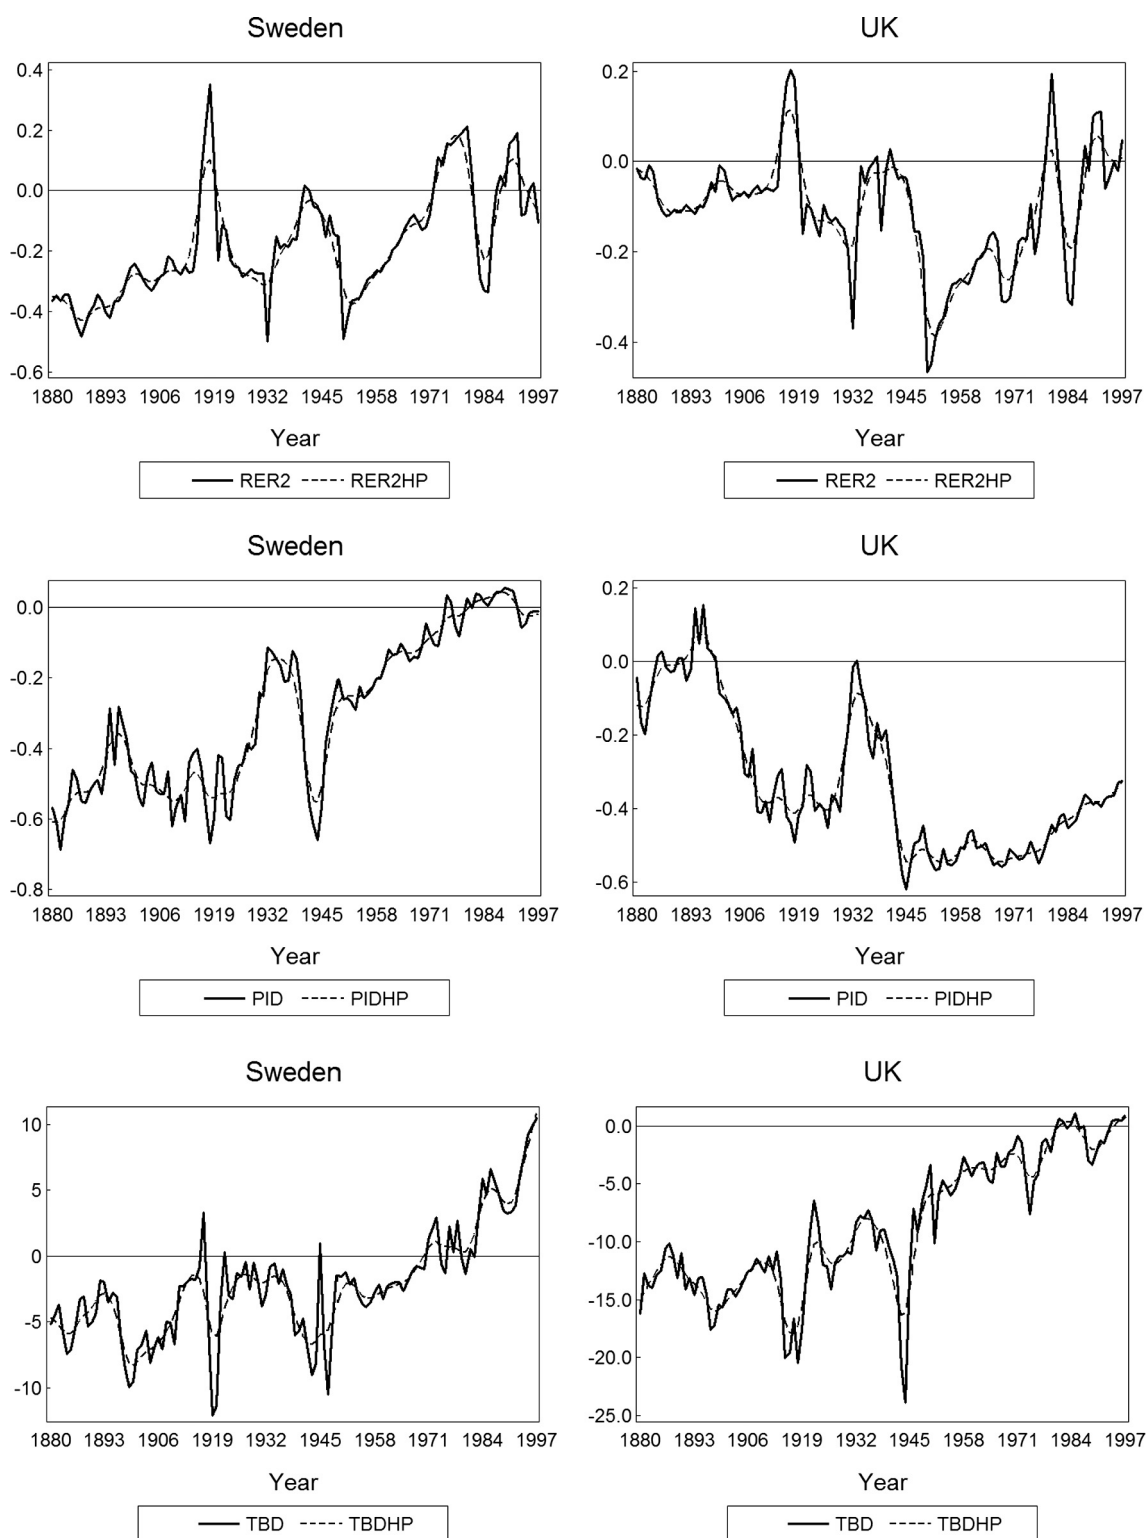 Sweden
0.4
0.2
0.0
-0.2
-0.4
-0.6
1880 1893 1906 1919 1932 1945 1958 1971 1984 1997
Year
RER2 RER2HP
UK
0.2
0.0
-0.2
-0.4
1880 1893 1906 1919 1932 1945 1958 1971 1984 1997
Year
RER2 RER2HP
Sweden
0.0
-0.2
-0.4
-0.6
-0.8
1880 1893 1906 1919 1932 1945 1958 1971 1984 1997
Year
PID PIDHP
UK
0.2
0.0
-0.2
-0.4
-0.6
1880 1893 1906 1919 1932 1945 1958 1971 1984 1997
Year
PID PIDHP
Sweden
10
5
0
-5
-10
1880 1893 1906 1919 1932 1945 1958 1971 1984 1997
Year
TBD TBDHP
UK
0.0
-5.0
-10.0
-15.0
-20.0
-25.0
1880 1893 1906 1919 1932 1945 1958 1971 1984 1997
Year
TBD TBDHP